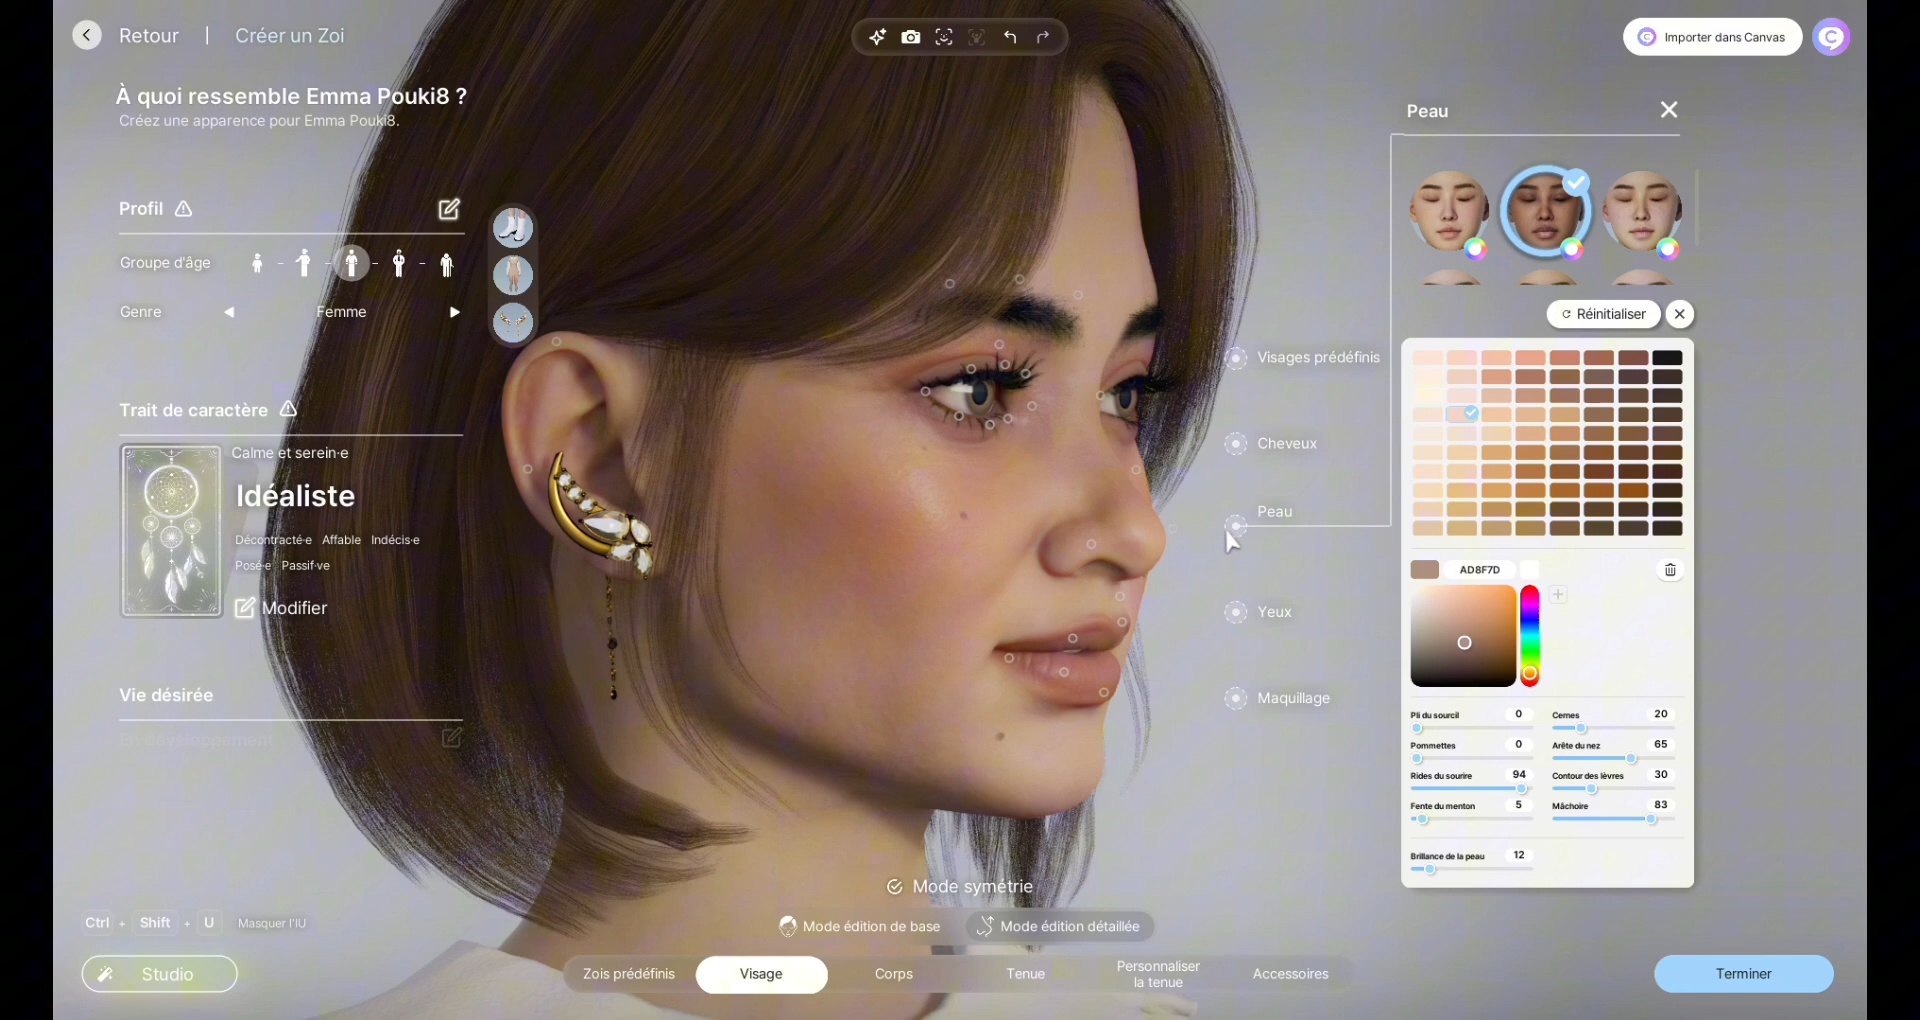 Retour | Créer un Zoi
Importer dans Canvas
À quoi ressemble Emma Pouki8 ?
Créez une apparence pour Emma Pouki8.
Profil
Groupe d'âge
Genre
Femme
Trait de caractère
Calme et serein·e
Idéaliste
Décontracté·e Affable Indécis·e
Posé·e Passif·ve
Modifier
Vie désirée
En développement
Ctrl + Shift + U Masquer l'IU
Studio
Visages prédéfinis
Cheveux
Peau
Yeux
Maquillage
Peau
Réinitialiser
AD8F7D
Pli du sourcil 0
Cernes 20
Pommettes 0
Arête du nez 65
Rides du sourire 94
Contour des lèvres 30
Fente du menton 5
Mâchoire 83
Brillance de la peau 12
Mode symétrie
Mode édition de base
Mode édition détaillée
Zois prédéfinis
Visage
Corps
Tenue
Personnaliser
la tenue
Accessoires
Terminer